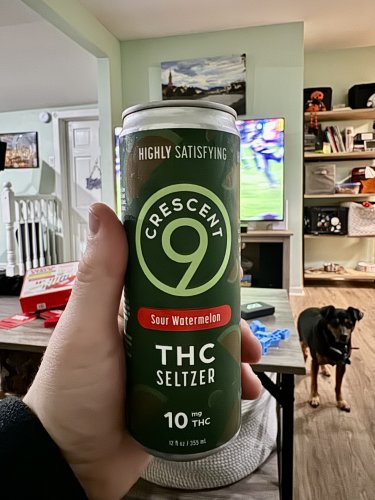 HIGHLY SATISFYING
CRESCENT
9
Sour Watermelon
THC
SELTZER
10 mg THC
12 fl oz / 355 mL